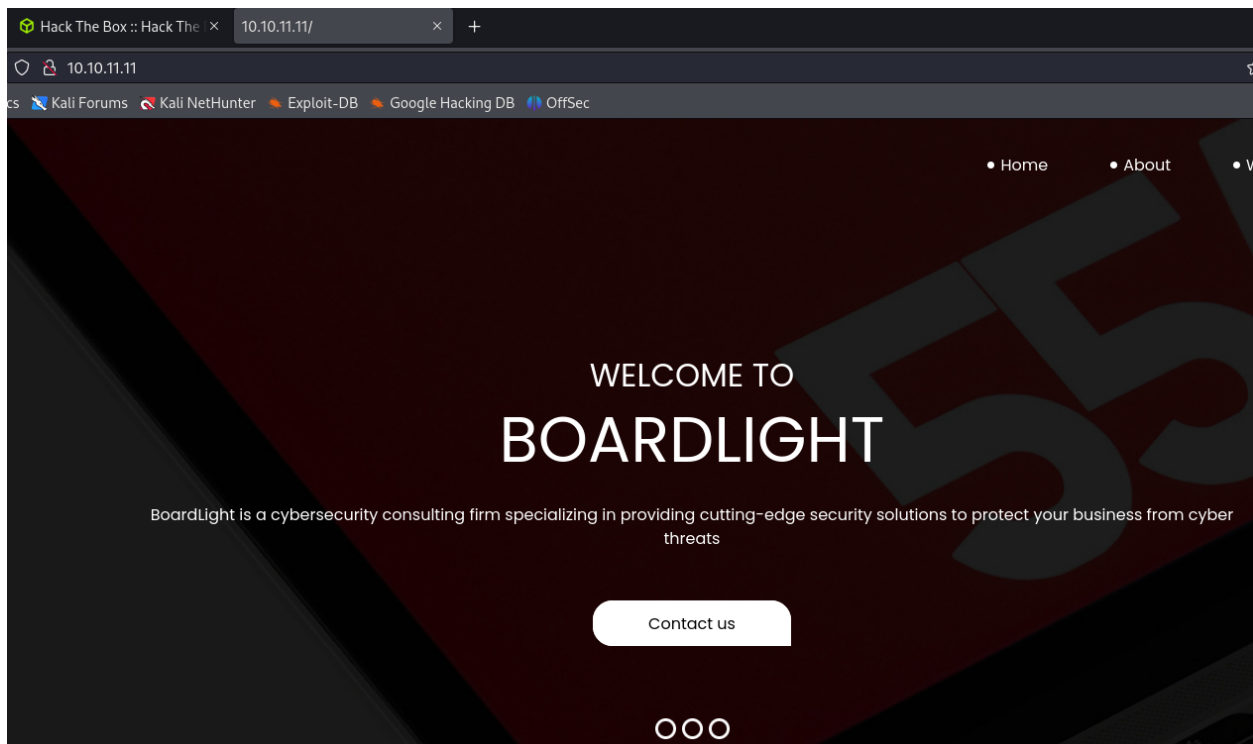 Hack The Box :: Hack The
10.10.11.11/
10.10.11.11
cs Kali Forums Kali NetHunter Exploit-DB Google Hacking DB OffSec
Home About
WELCOME TO
BOARDLIGHT
BoardLight is a cybersecurity consulting firm specializing in providing cutting-edge security solutions to protect your business from cyber
threats
Contact us